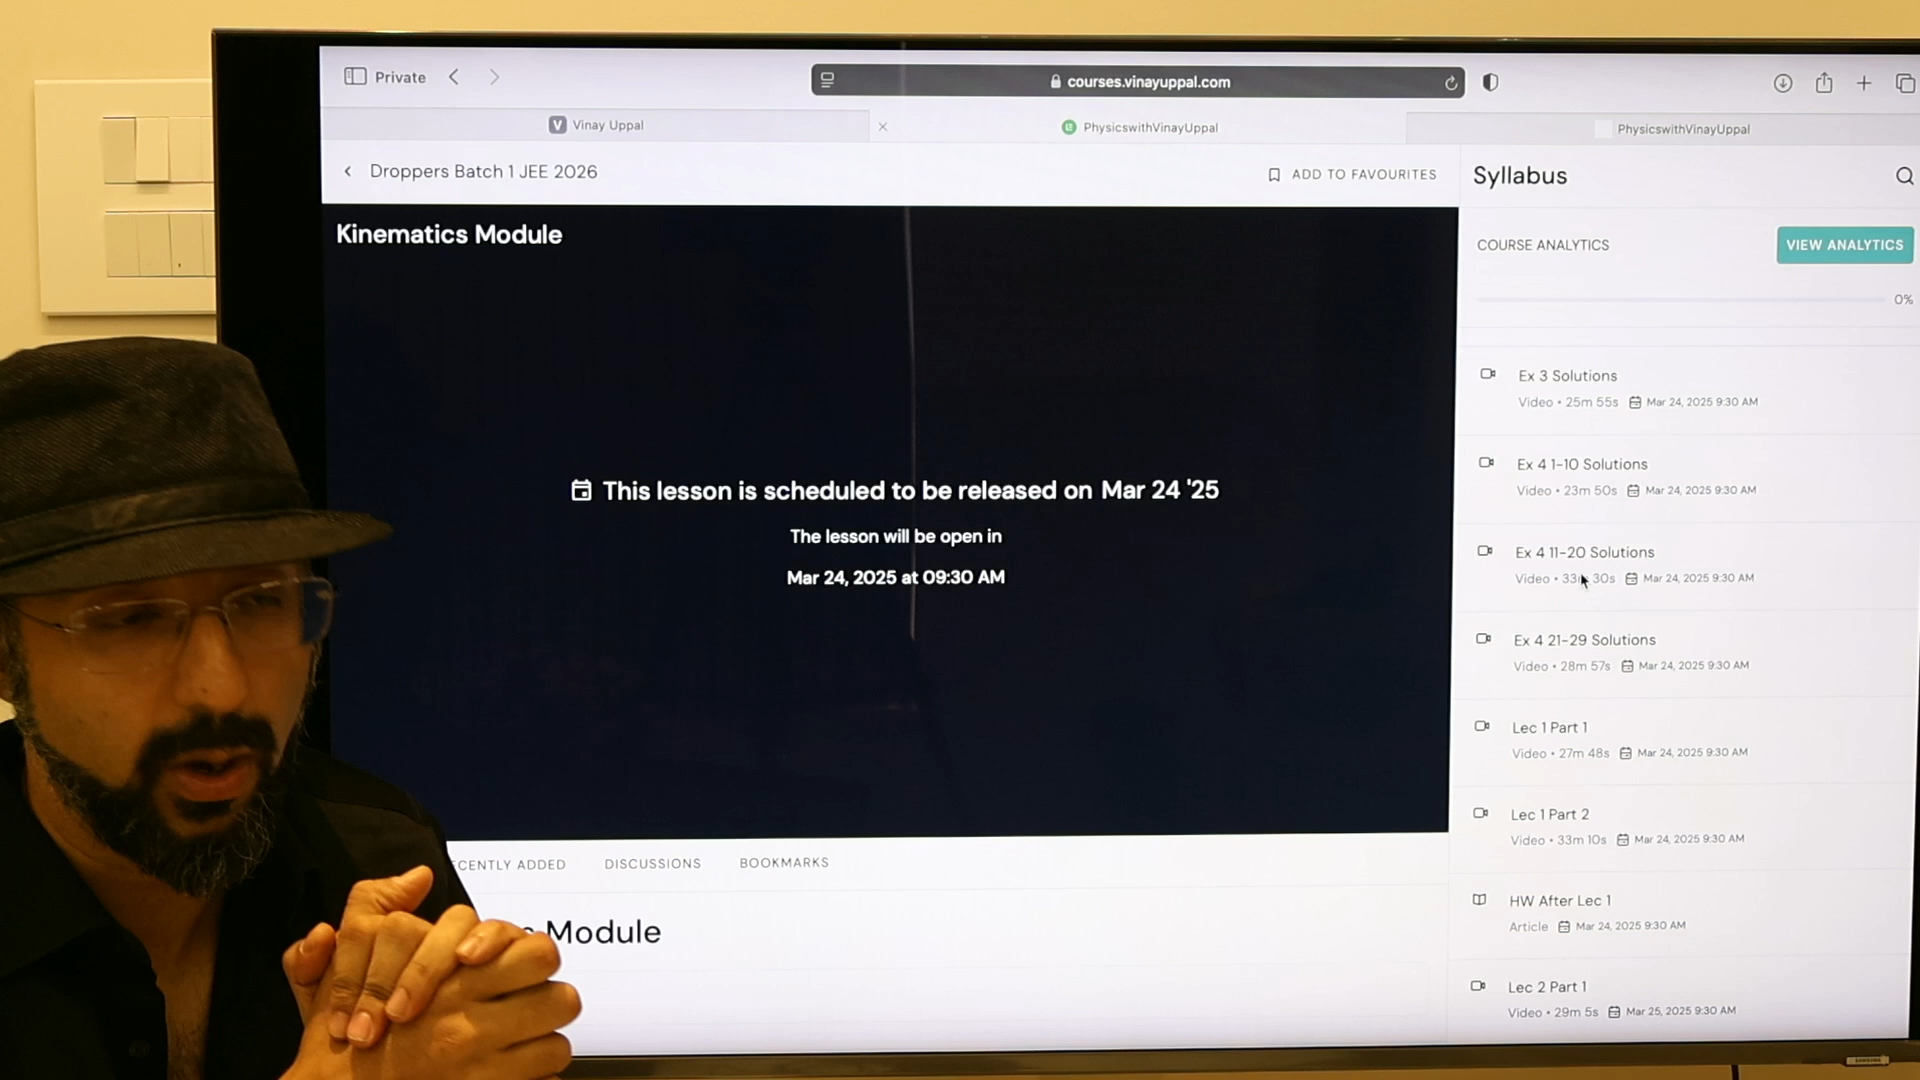 Private
courses.vinayuppal.com
V Vinay Uppal
PhysicswithVinayUppal
PhysicswithVinayUppal
Droppers Batch 1 JEE 2026
ADD TO FAVOURITES
Kinematics Module
This lesson is scheduled to be released on Mar 24 '25
The lesson will be open in
Mar 24, 2025 at 09:30 AM
CENTLY ADDED
DISCUSSIONS
BOOKMARKS
Module
Syllabus
COURSE ANALYTICS
VIEW ANALYTICS
0%
Ex 3 Solutions
Video • 25m 55s Mar 24, 2025 9:30 AM
Ex 4 1-10 Solutions
Video • 23m 50s Mar 24, 2025 9:30 AM
Ex 4 11-20 Solutions
Video • 33m 30s Mar 24, 2025 9:30 AM
Ex 4 21-29 Solutions
Video • 28m 57s Mar 24, 2025 9:30 AM
Lec 1 Part 1
Video • 27m 48s Mar 24, 2025 9:30 AM
Lec 1 Part 2
Video • 33m 10s Mar 24, 2025 9:30 AM
HW After Lec 1
Article Mar 24, 2025 9:30 AM
Lec 2 Part 1
Video • 29m 5s Mar 25, 2025 9:30 AM
SAMSUNG